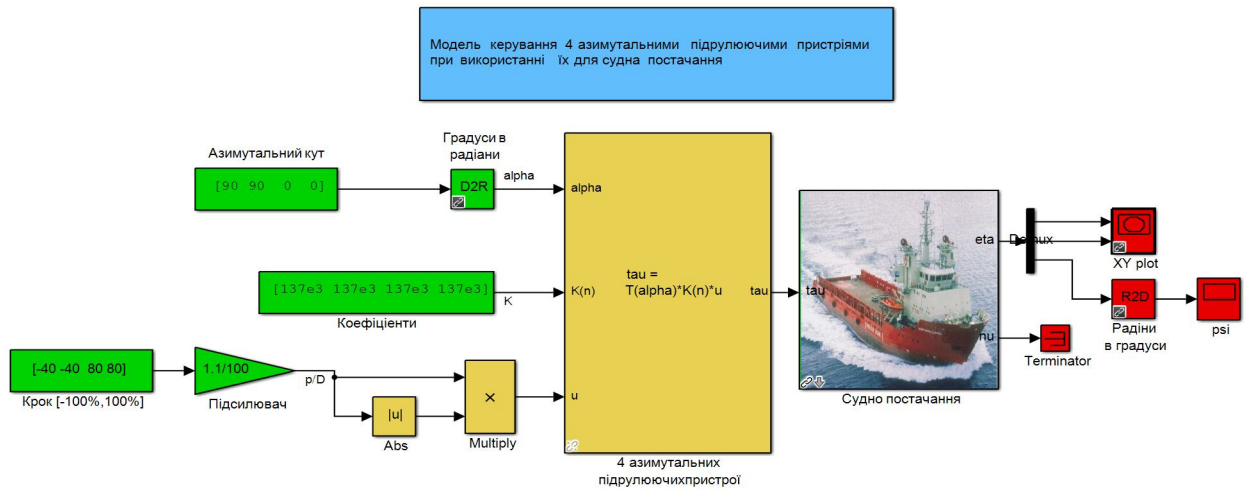 Модель керування 4 азимутальними підрулюючими пристріями
при використанні їх для судна постачання
Азимутальний кут
[90 90 0 0]
Градуси в
радіани
D2R
alpha
alpha
[137e3 137e3 137e3 137e3]
K
Коефіціенти
K(n)
tau =
T(alpha)*K(n)*u
tau
[-40 -40 80 80]
Крок [-100%,100%]
1.1/100
Підсилювач
p/D
|u|
Abs
×
Multiply
u
4 азимутальних
підрулюючихпристрої
tau
eta
nu
Судно постачання
Demux
XY plot
R2D
Радіни
в градуси
psi
Terminator